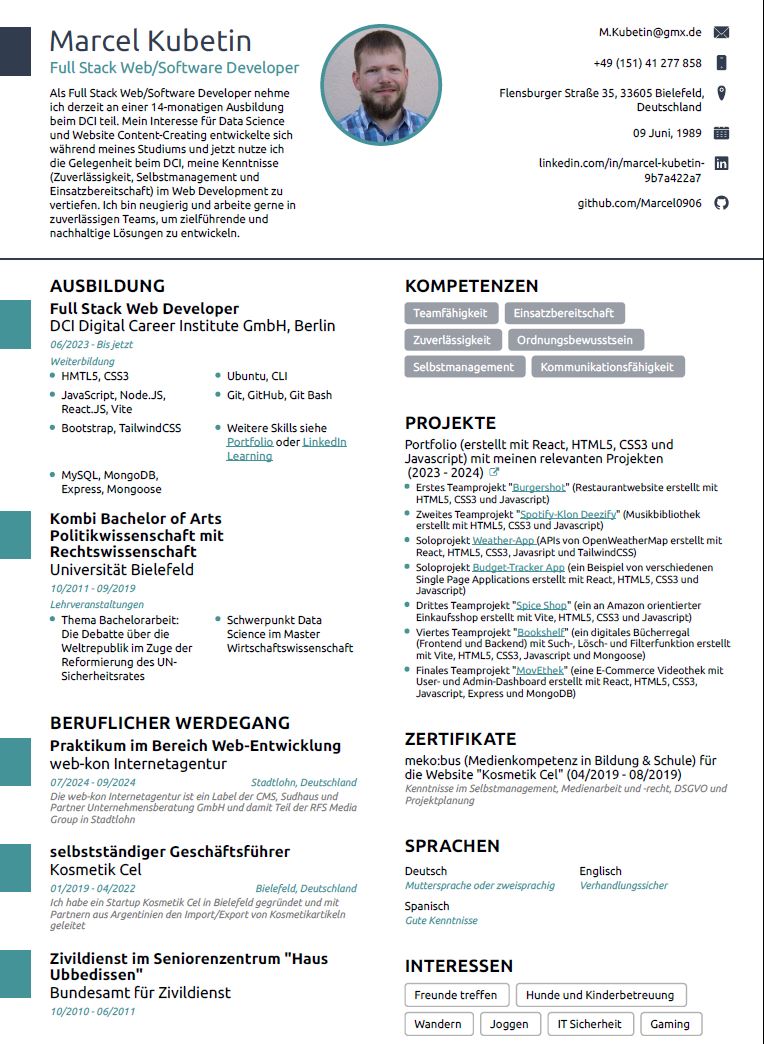 Marcel Kubetin
Full Stack Web/Software Developer
Als Full Stack Web/Software Developer nehme
ich derzeit an einer 14-monatigen Ausbildung
beim DCI teil. Mein Interesse für Data Science
und Website Content-Creating entwickelte sich
während meines Studiums und jetzt nutze ich
die Gelegenheit beim DCI, meine Kenntnisse
(Zuverlässigkeit, Selbstmanagement und
Einsatzbereitschaft) im Web Development zu
vertiefen. Ich bin neugierig und arbeite gerne in
zuverlässigen Teams, um zielführende und
nachhaltige Lösungen zu entwickeln.
M.Kubetin@gmx.de
+49 (151) 41 277 858
Flensburger Straße 35, 33605 Bielefeld,
Deutschland
09 Juni, 1989
linkedin.com/in/marcel-kubetin-
9b7a422a7
github.com/Marcel0906
AUSBILDUNG
Full Stack Web Developer
DCI Digital Career Institute GmbH, Berlin
06/2023 - Bis jetzt
Weiterbildung
HMTL5, CSS3
JavaScript, Node.JS,
React.JS, Vite
Bootstrap, TailwindCSS
MySQL, MongoDB,
Express, Mongoose
Ubuntu, CLI
Git, GitHub, Git Bash
Weitere Skills siehe
Portfolio oder LinkedIn
Learning
Kombi Bachelor of Arts
Politikwissenschaft mit
Rechtswissenschaft
Universität Bielefeld
10/2011 - 09/2019
Lehrveranstaltungen
Thema Bachelorarbeit:
Die Debatte über die
Weltrepublik im Zuge der
Reformierung des UN-
Sicherheitsrates
Schwerpunkt Data
Science im Master
Wirtschaftswissenschaft
BERUFLICHER WERDEGANG
Praktikum im Bereich Web-Entwicklung
web-kon Internetagentur
07/2024 - 09/2024 Stadtlohn, Deutschland
Die web-kon Internetagentur ist ein Label der CMS, Sudhaus und
Partner Unternehmensberatung GmbH und damit Teil der RFS Media
Group in Stadtlohn
selbstständiger Geschäftsführer
Kosmetik Cel
01/2019 - 04/2022 Bielefeld, Deutschland
Ich habe ein Startup Kosmetik Cel in Bielefeld gegründet und mit
Partnern aus Argentinien den Import/Export von Kosmetikartikeln
geleitet
Zivildienst im Seniorenzentrum "Haus
Ubbedissen"
Bundesamt für Zivildienst
10/2010 - 06/2011
KOMPETENZEN
Teamfähigkeit Einsatzbereitschaft
Zuverlässigkeit Ordnungsbewusstsein
Selbstmanagement Kommunikationsfähigkeit
PROJEKTE
Portfolio (erstellt mit React, HTML5, CSS3 und
Javascript) mit meinen relevanten Projekten
(2023 - 2024)
Erstes Teamprojekt "Burgershot" (Restaurantwebsite erstellt mit
HTML5, CSS3 und Javascript)
Zweites Teamprojekt "Spotify-Klon Deezify" (Musikbibliothek
erstellt mit HTML5, CSS3 und Javascript)
Soloprojekt Weather-App (APIs von OpenWeatherMap erstellt mit
React, HTML5, CSS3, Javasript und TailwindCSS)
Soloprojekt Budget-Tracker App (ein Beispiel von verschiedenen
Single Page Applications erstellt mit React, HTML5, CSS3 und
Javascript)
Drittes Teamprojekt "Spice Shop" (ein an Amazon orientierter
Einkaufsshop erstellt mit Vite, HTML5, CSS3 und Javascript)
Viertes Teamprojekt "Bookshelf" (ein digitales Bücherregal
(Frontend und Backend) mit Such-, Lösch- und Filterfunktion erstellt
mit Vite, HTML5, CSS3, Javascript und Mongoose)
Finales Teamprojekt "MovEthek" (eine E-Commerce Videothek mit
User- und Admin-Dashboard erstellt mit React, HTML5, CSS3,
Javascript, Express und MongoDB)
ZERTIFIKATE
meko:bus (Medienkompetenz in Bildung & Schule) für
die Website "Kosmetik Cel" (04/2019 - 08/2019)
Kenntnisse im Selbstmanagement, Medienarbeit und -recht, DSGVO und
Projektplanung
SPRACHEN
Deutsch
Muttersprache oder zweisprachig
Englisch
Verhandlungssicher
Spanisch
Gute Kenntnisse
INTERESSEN
Freunde treffen Hunde und Kinderbetreuung
Wandern Joggen IT Sicherheit Gaming